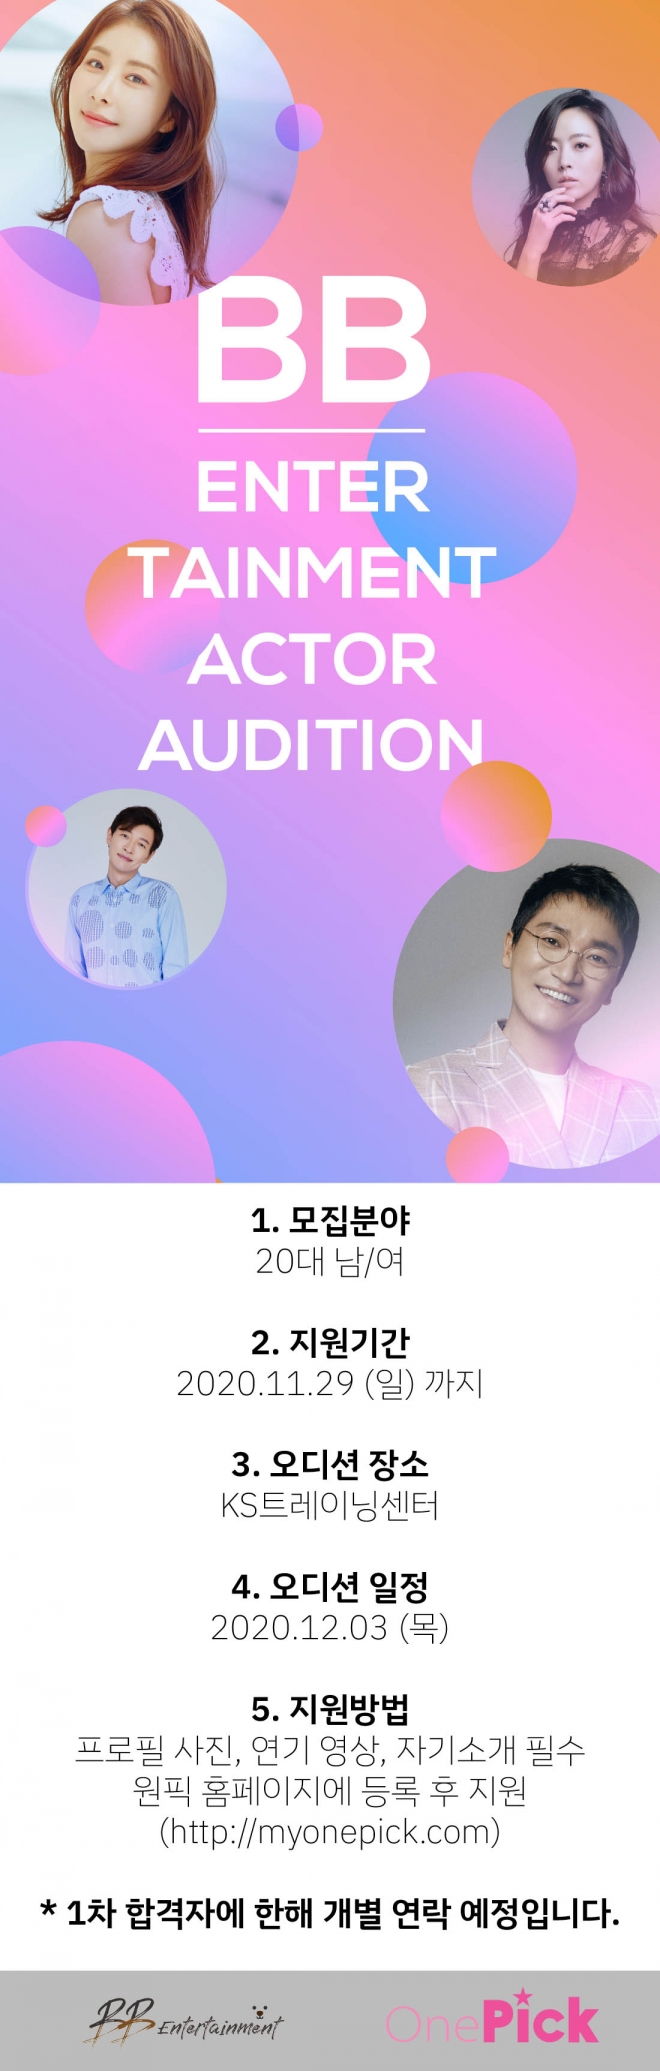 BB
ENTER
TAINMENT
ACTOR
AUDITION
1. 모집분야
20대 남/여
2. 지원기간
2020.11.29 (일) 까지
3. 오디션 장소
KS트레이닝센터
4. 오디션 일정
2020.12.03 (목)
5. 지원방법
프로필 사진, 연기 영상, 자기소개 필수
원픽 홈페이지에 등록 후 지원
(http://myonepick.com)
* 1차 합격자에 한해 개별 연락 예정입니다.
BB Entertainment
OnePick